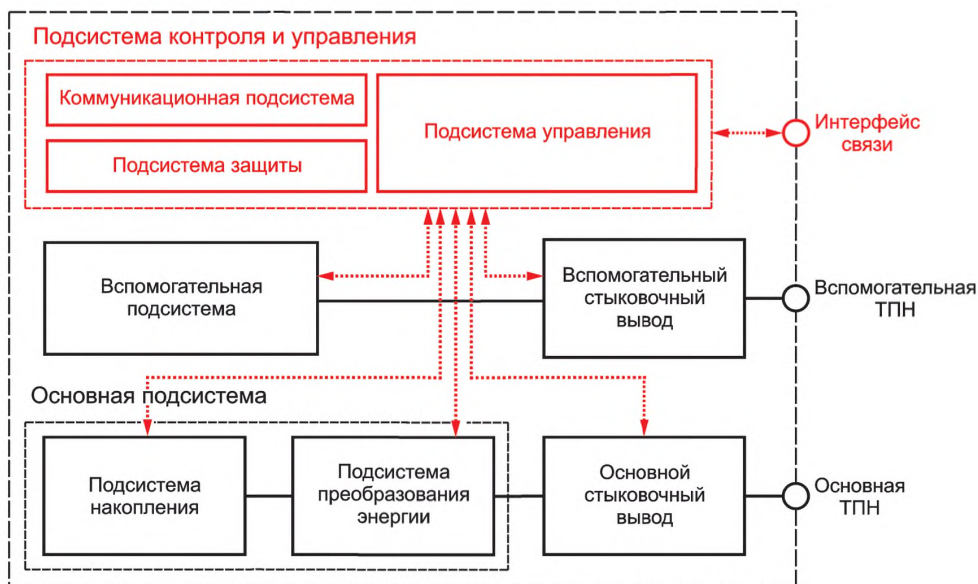 Подсистема контроля и управления
Коммуникационная подсистема
Подсистема защиты
Подсистема управления
Интерфейс
связи
Вспомогательная
подсистема
Вспомогательный
стыковочный
вывод
Вспомогательная
ТПН
Основная подсистема
Подсистема
накопления
Подсистема
преобразования
энергии
Основной
стыковочный
вывод
Основная
ТПН